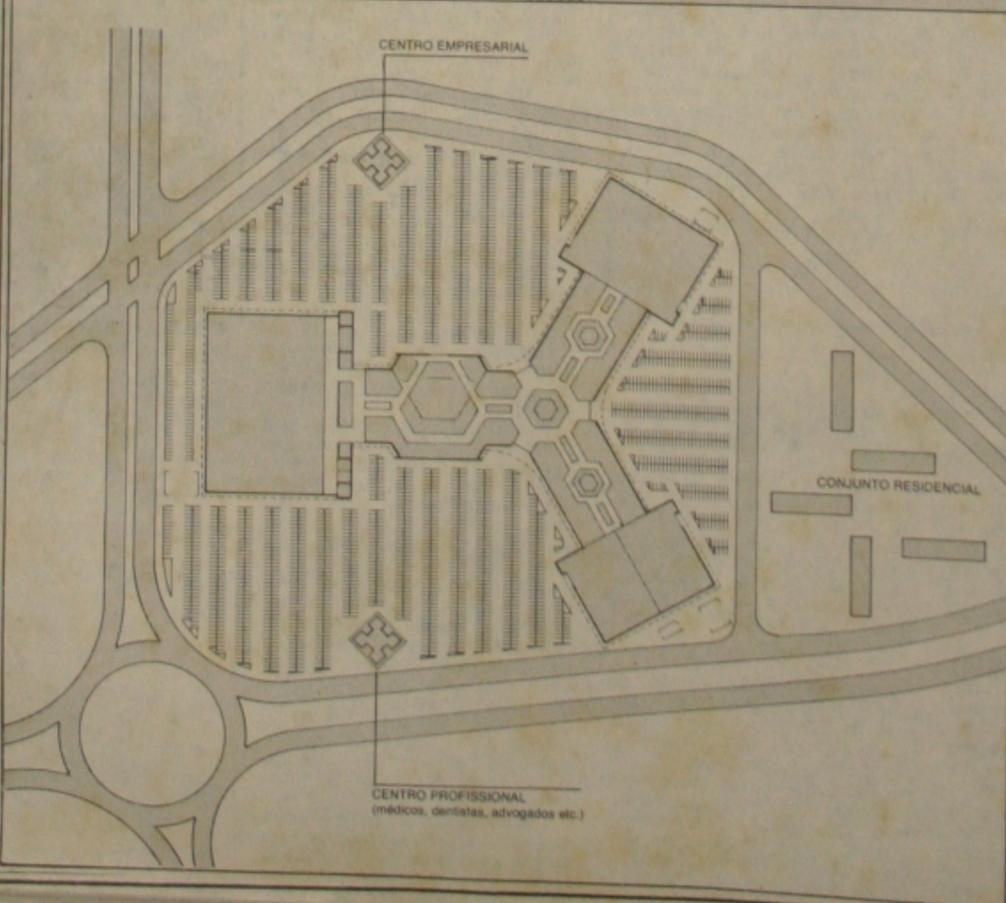 CENTRO EMPRESARIAL
CONJUNTO RESIDENCIAL
CENTRO PROFISSIONAL
(médicos, dentistas, advogados etc.)